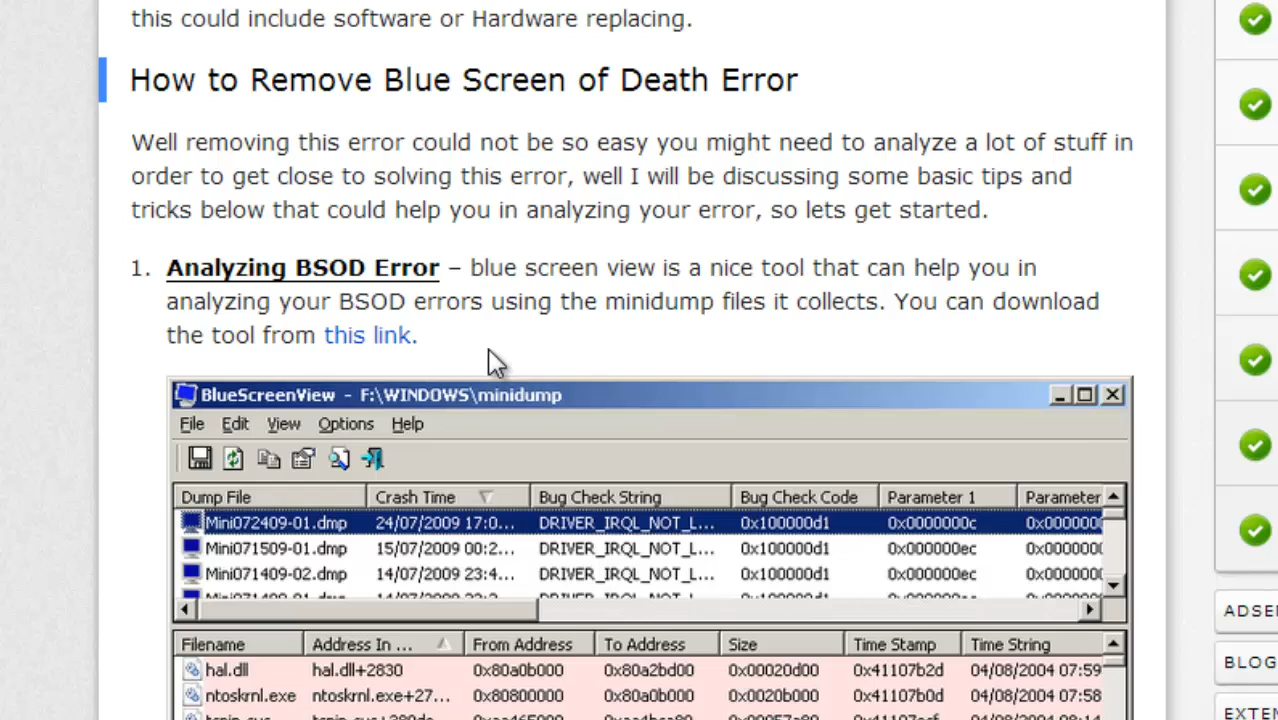 this could include software or Hardware replacing.
How to Remove Blue Screen of Death Error
Well removing this error could not be so easy you might need to analyze a lot of stuff in
order to get close to solving this error, well I will be discussing some basic tips and
tricks below that could help you in analyzing your error, so lets get started.
1. Analyzing BSOD Error – blue screen view is a nice tool that can help you in
analyzing your BSOD errors using the minidump files it collects. You can download
the tool from this link.
BlueScreenView - F:\WINDOWS\minidump
File Edit View Options Help
Dump File Crash Time Bug Check String Bug Check Code Parameter 1 Parameter
Mini072409-01.dmp 24/07/2009 17:0... DRIVER_IRQL_NOT_L... 0x100000d1 0x0000000c 0x000000
Mini071509-01.dmp 15/07/2009 00:2... DRIVER_IRQL_NOT_L... 0x100000d1 0x000000ec 0x000000
Mini071409-02.dmp 14/07/2009 23:4... DRIVER_IRQL_NOT_L... 0x100000d1 0x000000ec 0x000000
Filename Address In ... From Address To Address Size Time Stamp Time String
hal.dll hal.dll+2830 0x80a0b000 0x80a2bd00 0x00020d00 0x41107b2d 04/08/2004 07:59
ntoskrnl.exe ntoskrnl.exe+27... 0x80800000 0x80a0b000 0x0020b000 0x41107b0d 04/08/2004 07:58
ADSE
BLOG
EXTE